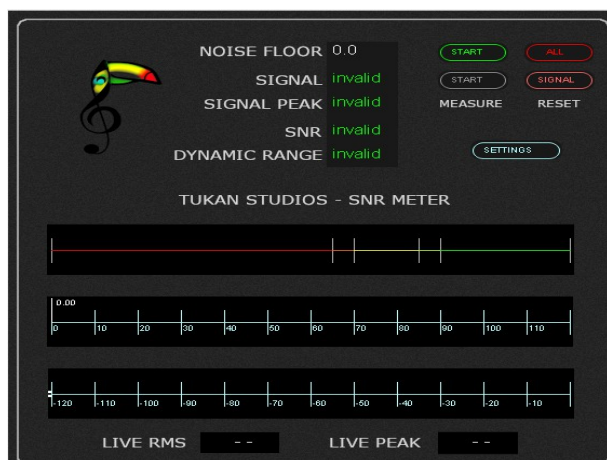 NOISE FLOOR 0.0 START ALL
SIGNAL invalid START SIGNAL
SIGNAL PEAK invalid MEASURE RESET
SNR invalid
DYNAMIC RANGE invalid SETTINGS
TUKAN STUDIOS - SNR METER
0.00
0 10 20 30 40 50 60 70 80 90 100 110
-120 -110 -100 -90 -80 -70 -60 -50 -40 -30 -20 -10
LIVE RMS -- LIVE PEAK --